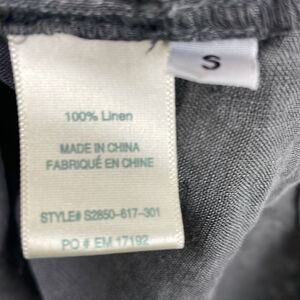 S
100% Linen
MADE IN CHINA
FABRIQUÉ EN CHINE
STYLE# S2850-617-301
PO # EM 17192